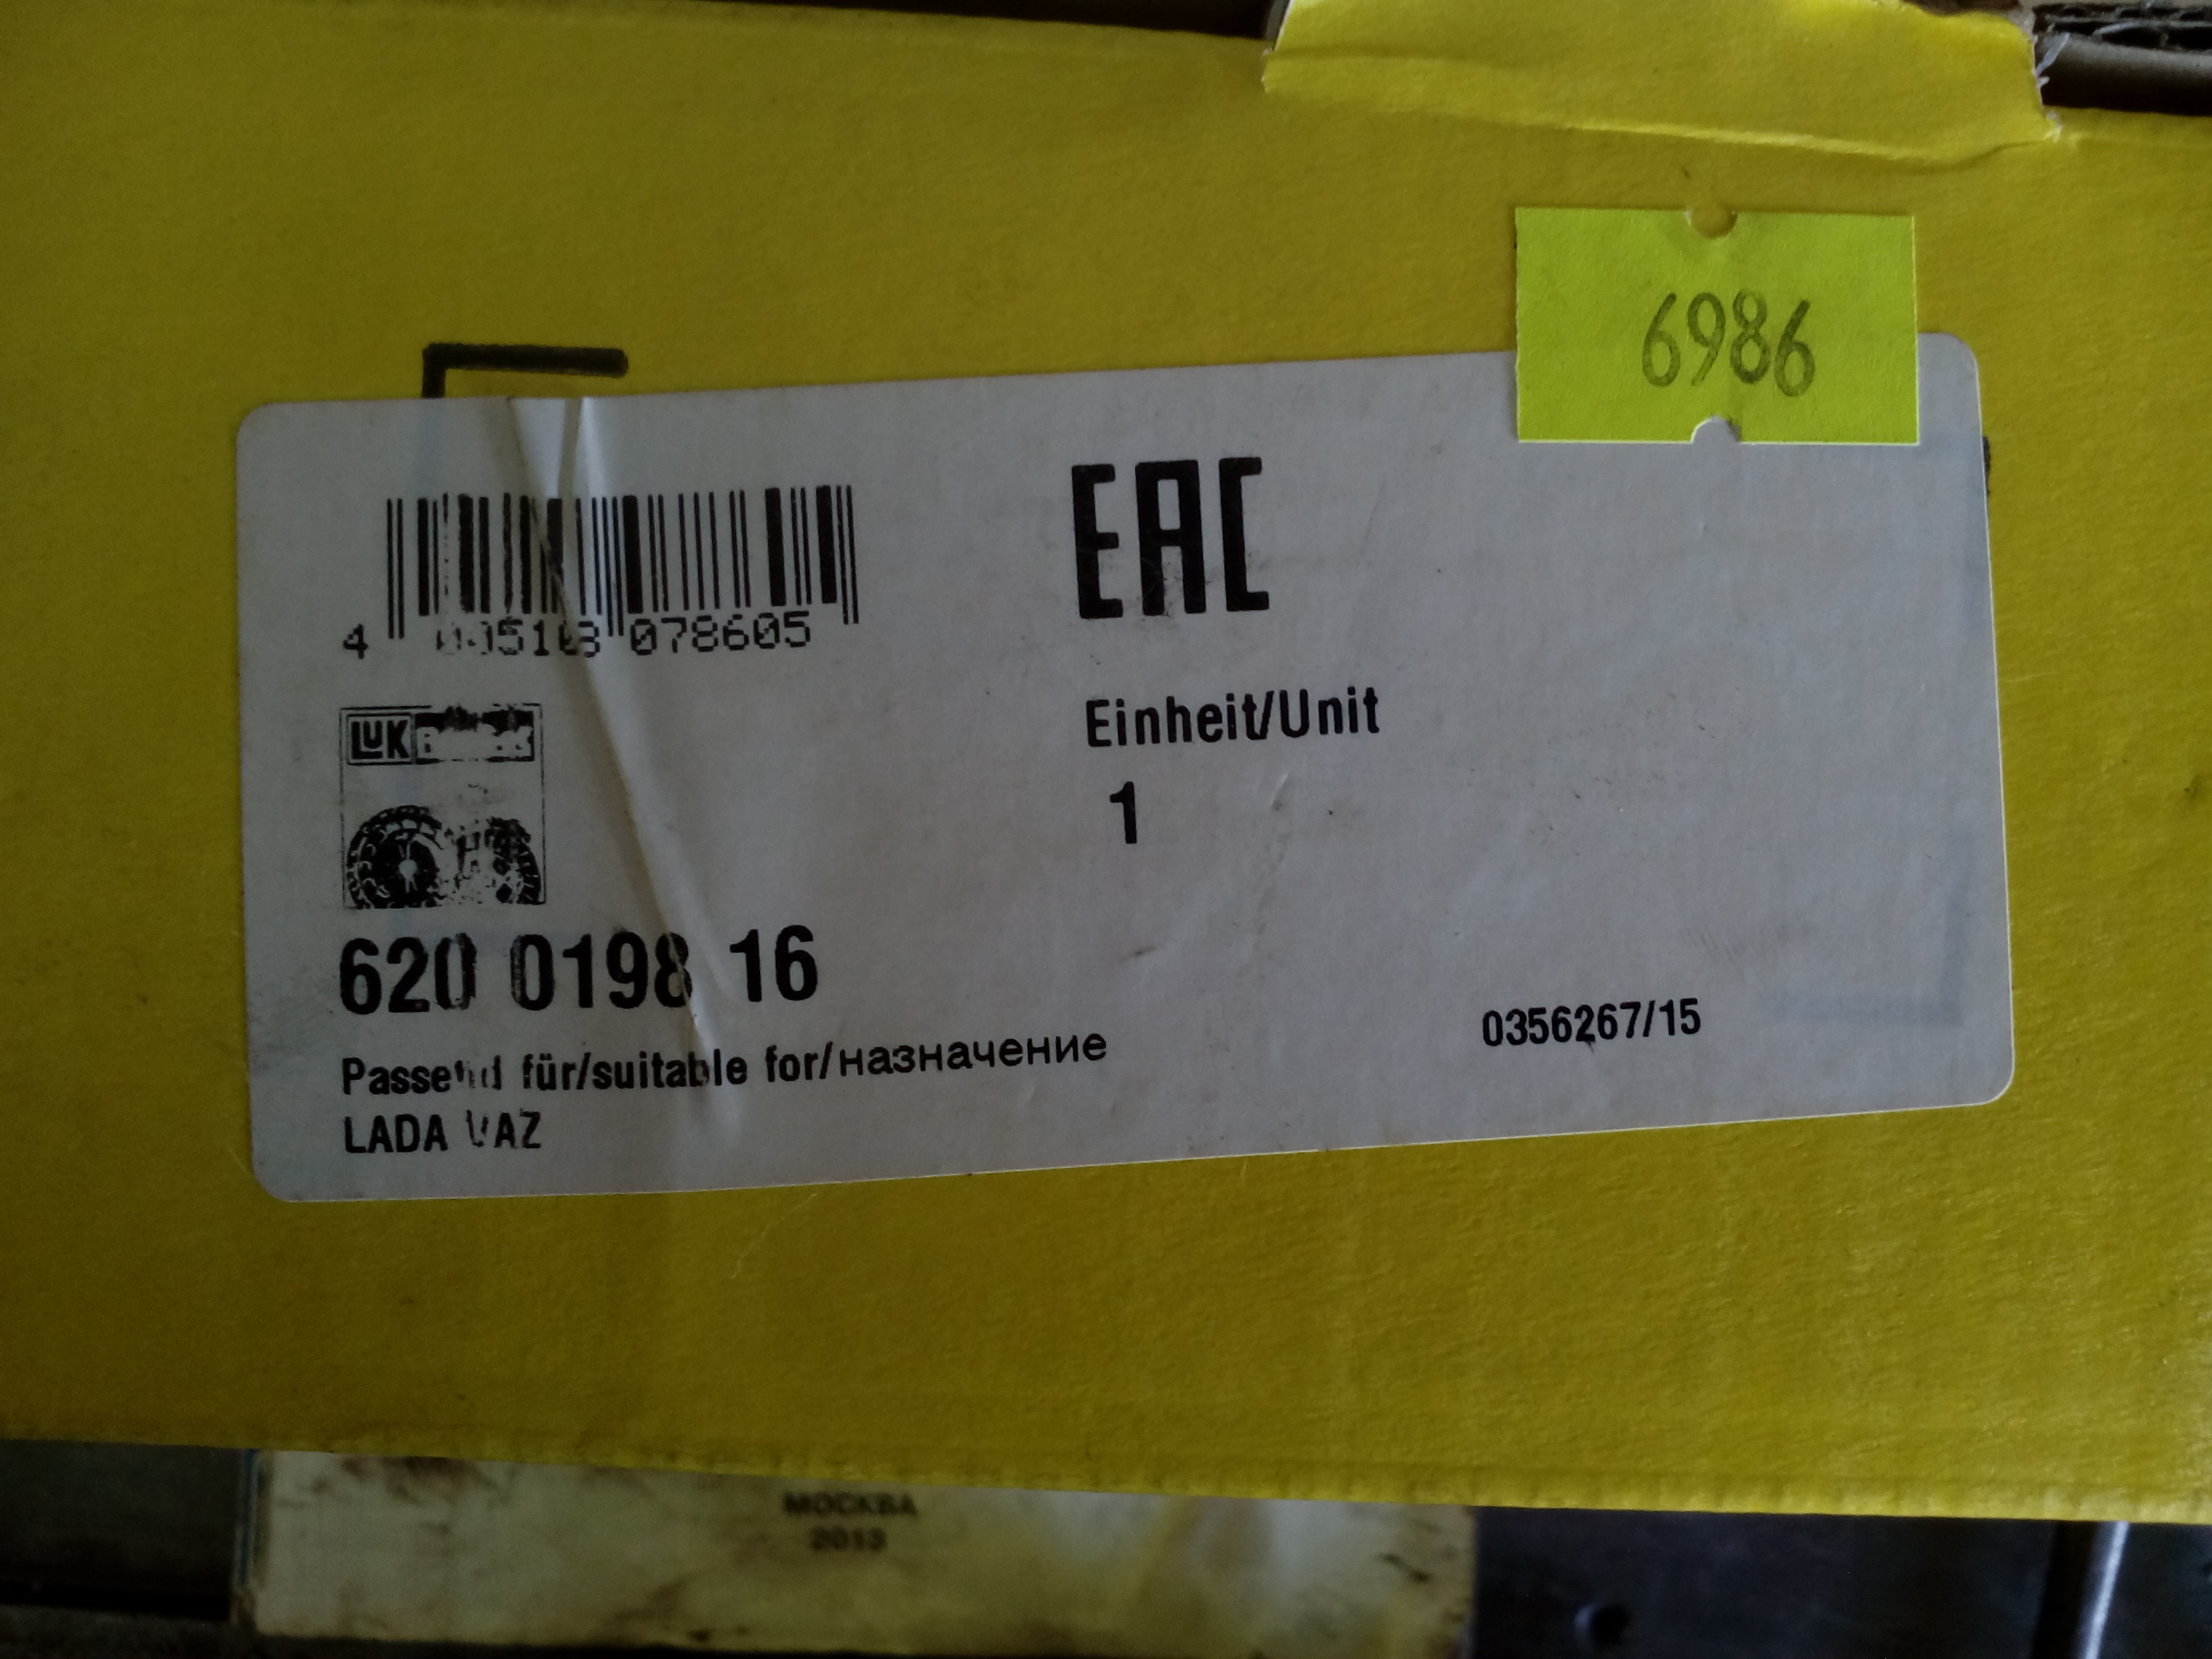 6986
EAC
4 005108 078605
LuK
Einheit/Unit
1
620 0198 16
0356267/15
Passend für/suitable for/назначение
LADA VAZ
МОСКВА
2013